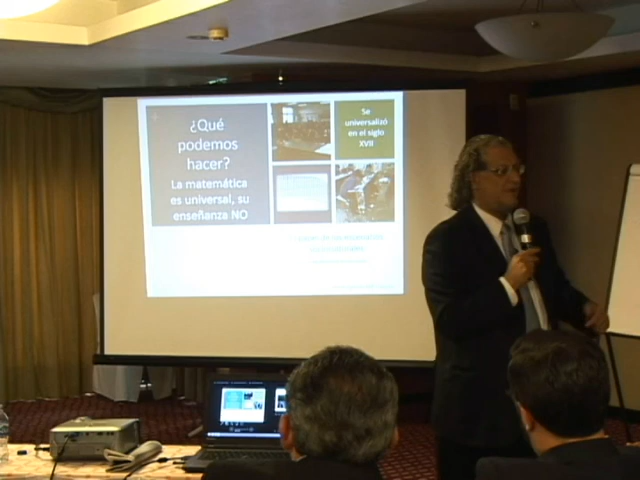 ¿Qué
podemos
hacer?
La matemática
es universal, su
enseñanza NO
Se
universalizó
en el siglo
XVII